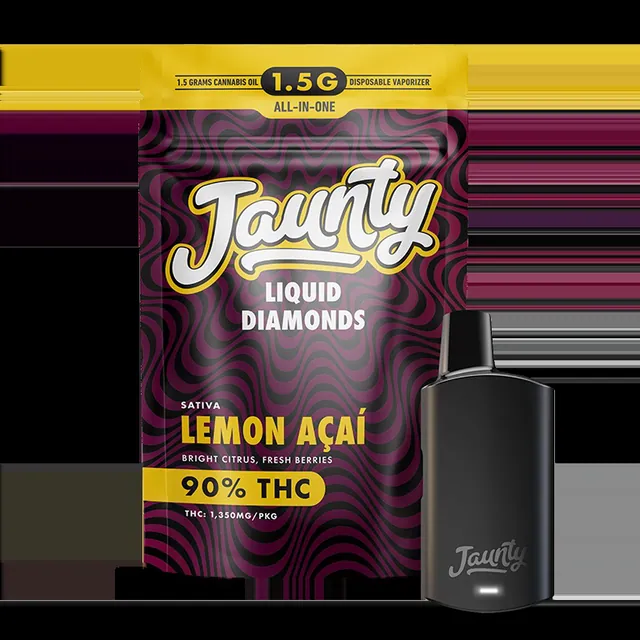 1.5 GRAMS CANNABIS OIL 1.5G DISPOSABLE VAPORIZER
ALL-IN-ONE
Jaunty
LIQUID
DIAMONDS
SATIVA
LEMON AÇAÍ
BRIGHT CITRUS, FRESH BERRIES
90% THC
THC: 1,350MG/PKG
Jaunty